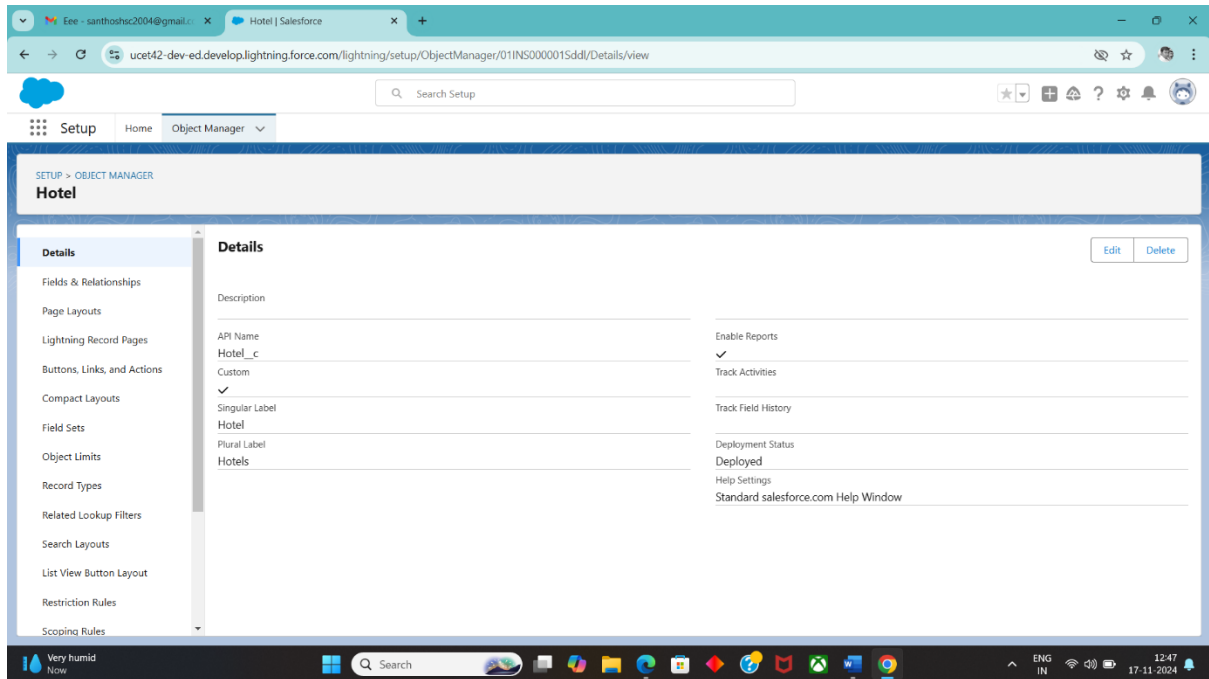 Eee - santhoshsc2004@gmail.c
Hotel | Salesforce
ucet42-dev-ed.develop.lightning.force.com/lightning/setup/ObjectManager/01INS000001Sddl/Details/view
Search Setup
Setup
Home
Object Manager
SETUP > OBJECT MANAGER
Hotel
Details
Fields & Relationships
Page Layouts
Lightning Record Pages
Buttons, Links, and Actions
Compact Layouts
Field Sets
Object Limits
Record Types
Related Lookup Filters
Search Layouts
List View Button Layout
Restriction Rules
Scoping Rules
Details
Edit
Delete
Description
API Name
Hotel__c
Custom
Singular Label
Hotel
Plural Label
Hotels
Enable Reports
Track Activities
Track Field History
Deployment Status
Deployed
Help Settings
Standard salesforce.com Help Window
Very humid
Now
Search
ENG
IN
12:47
17-11-2024